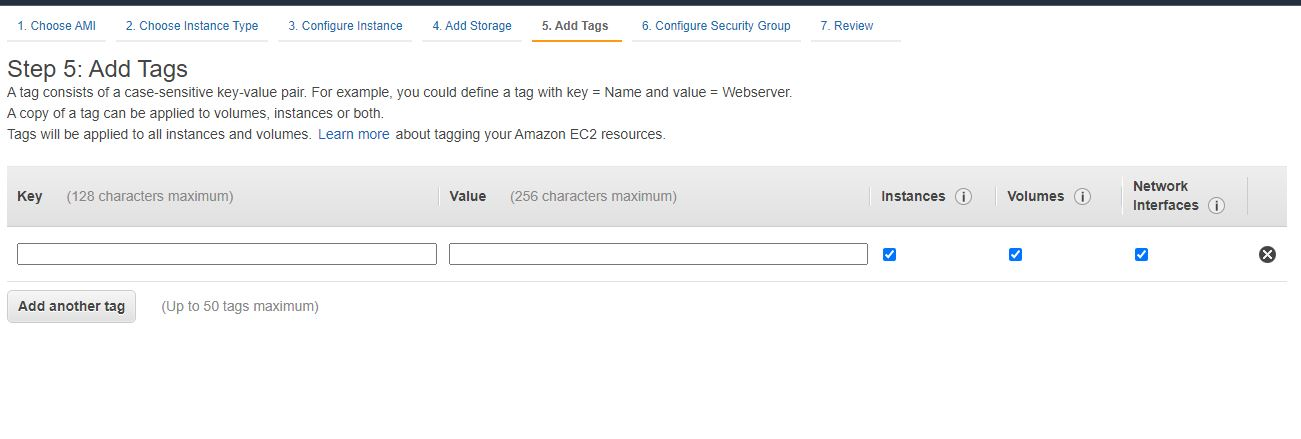 1. Choose AMI 2. Choose Instance Type 3. Configure Instance 4. Add Storage 5. Add Tags 6. Configure Security Group 7. Review
Step 5: Add Tags
A tag consists of a case-sensitive key-value pair. For example, you could define a tag with key = Name and value = Webserver.
A copy of a tag can be applied to volumes, instances or both.
Tags will be applied to all instances and volumes. Learn more about tagging your Amazon EC2 resources.
Key (128 characters maximum) Value (256 characters maximum) Instances i Volumes i Network
Interfaces i
Add another tag (Up to 50 tags maximum)